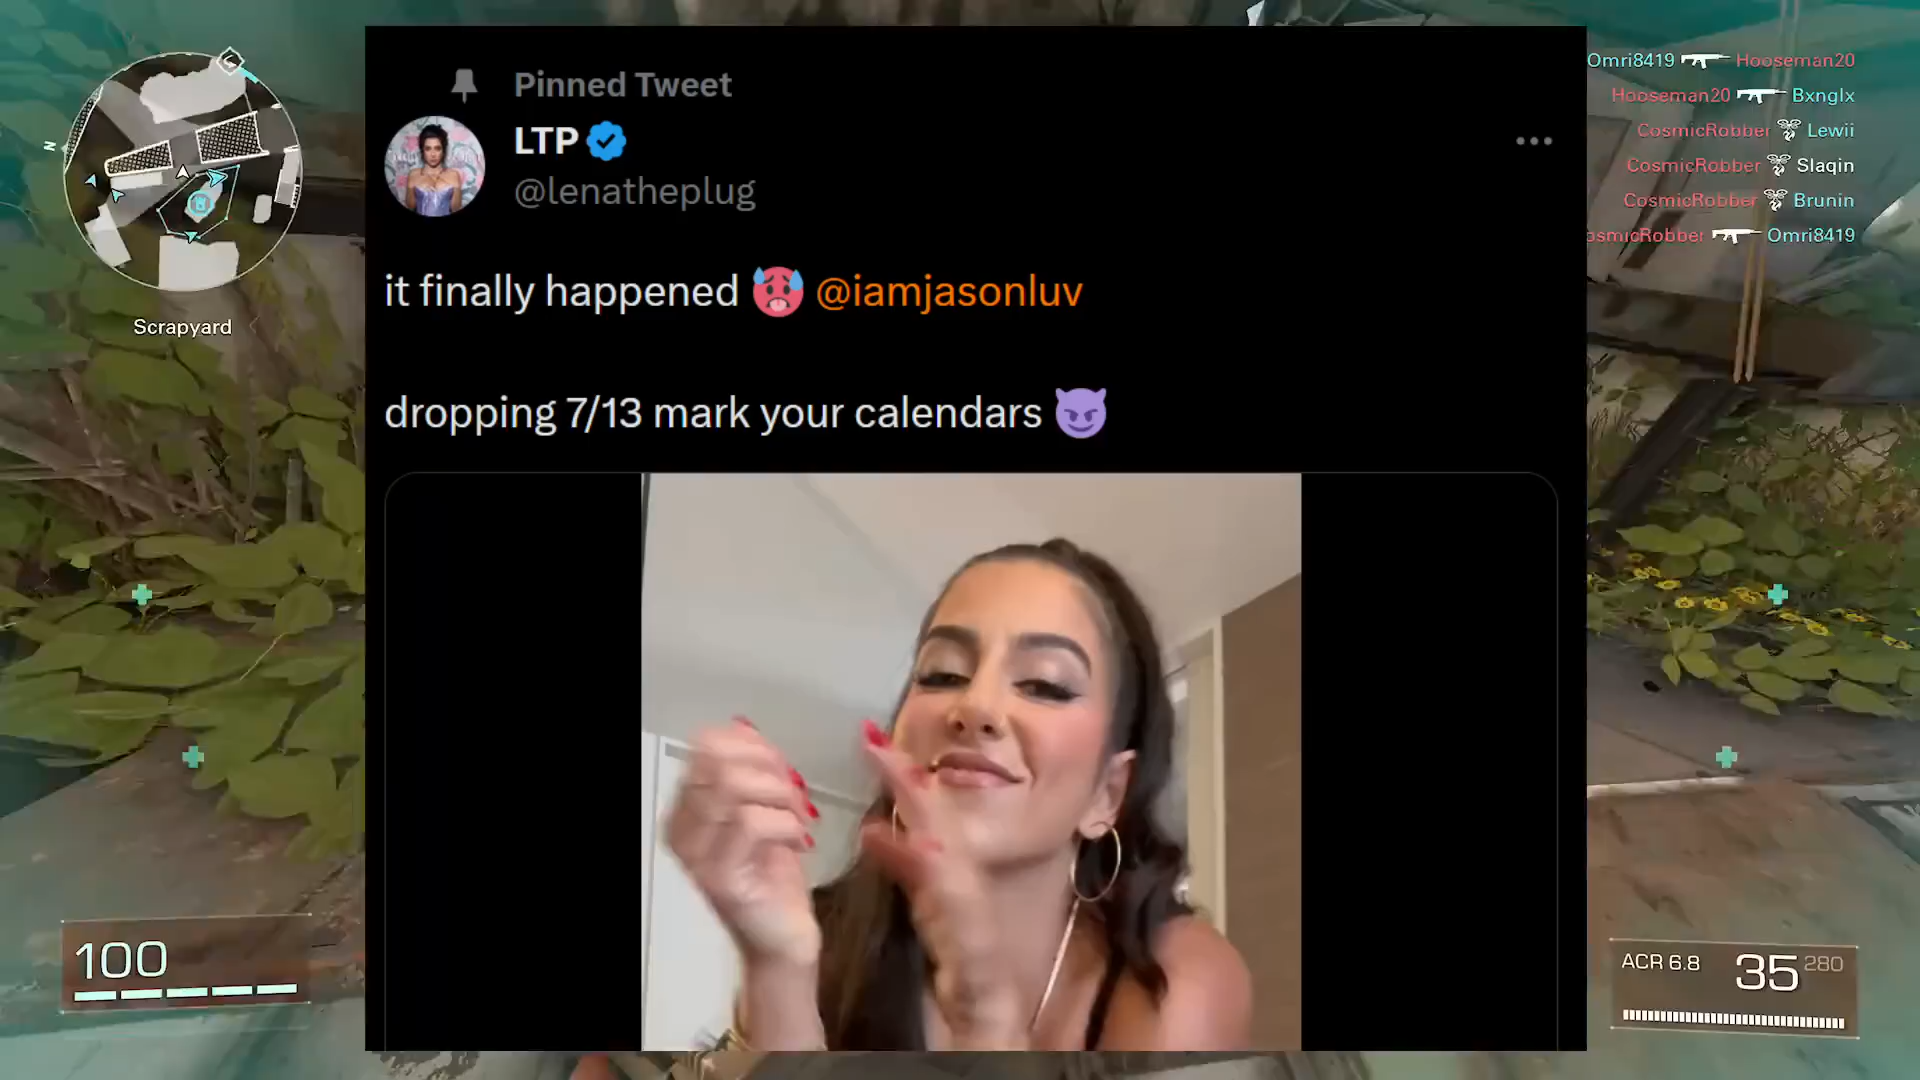 Pinned Tweet
LTP
@lenatheplug
it finally happened 🥵 @iamjasonluv
dropping 7/13 mark your calendars 😈
N
Scrapyard
Omri8419 Hooseman20
Hooseman20 Bxnglx
CosmicRobber Lewii
CosmicRobber Slaqin
CosmicRobber Brunin
osmicRobber Omri8419
100
ACR 6.8 35 280